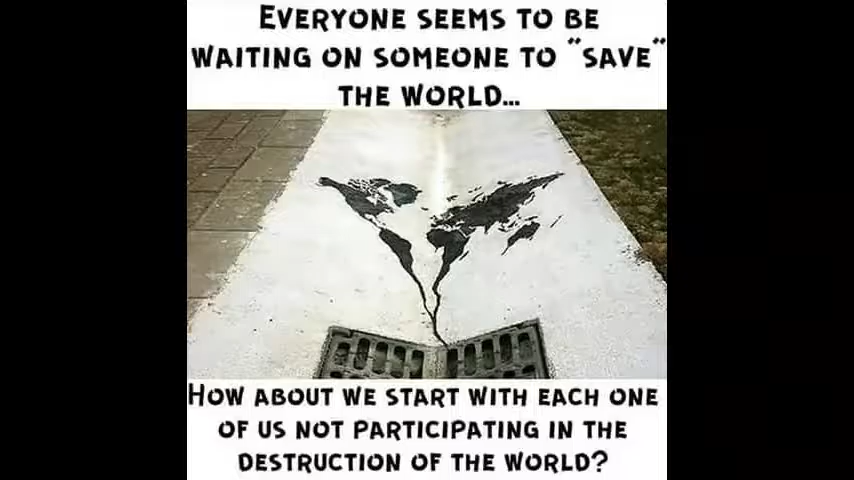 EVERYONE SEEMS TO BE
WAITING ON SOMEONE TO "SAVE"
THE WORLD...
HOW ABOUT WE START WITH EACH ONE
OF US NOT PARTICIPATING IN THE
DESTRUCTION OF THE WORLD?